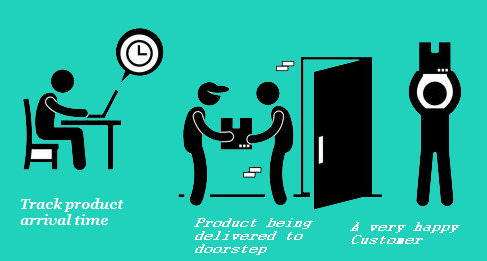 Track product
arrival time
Product being
delivered to
doorstep
A very happy
Customer